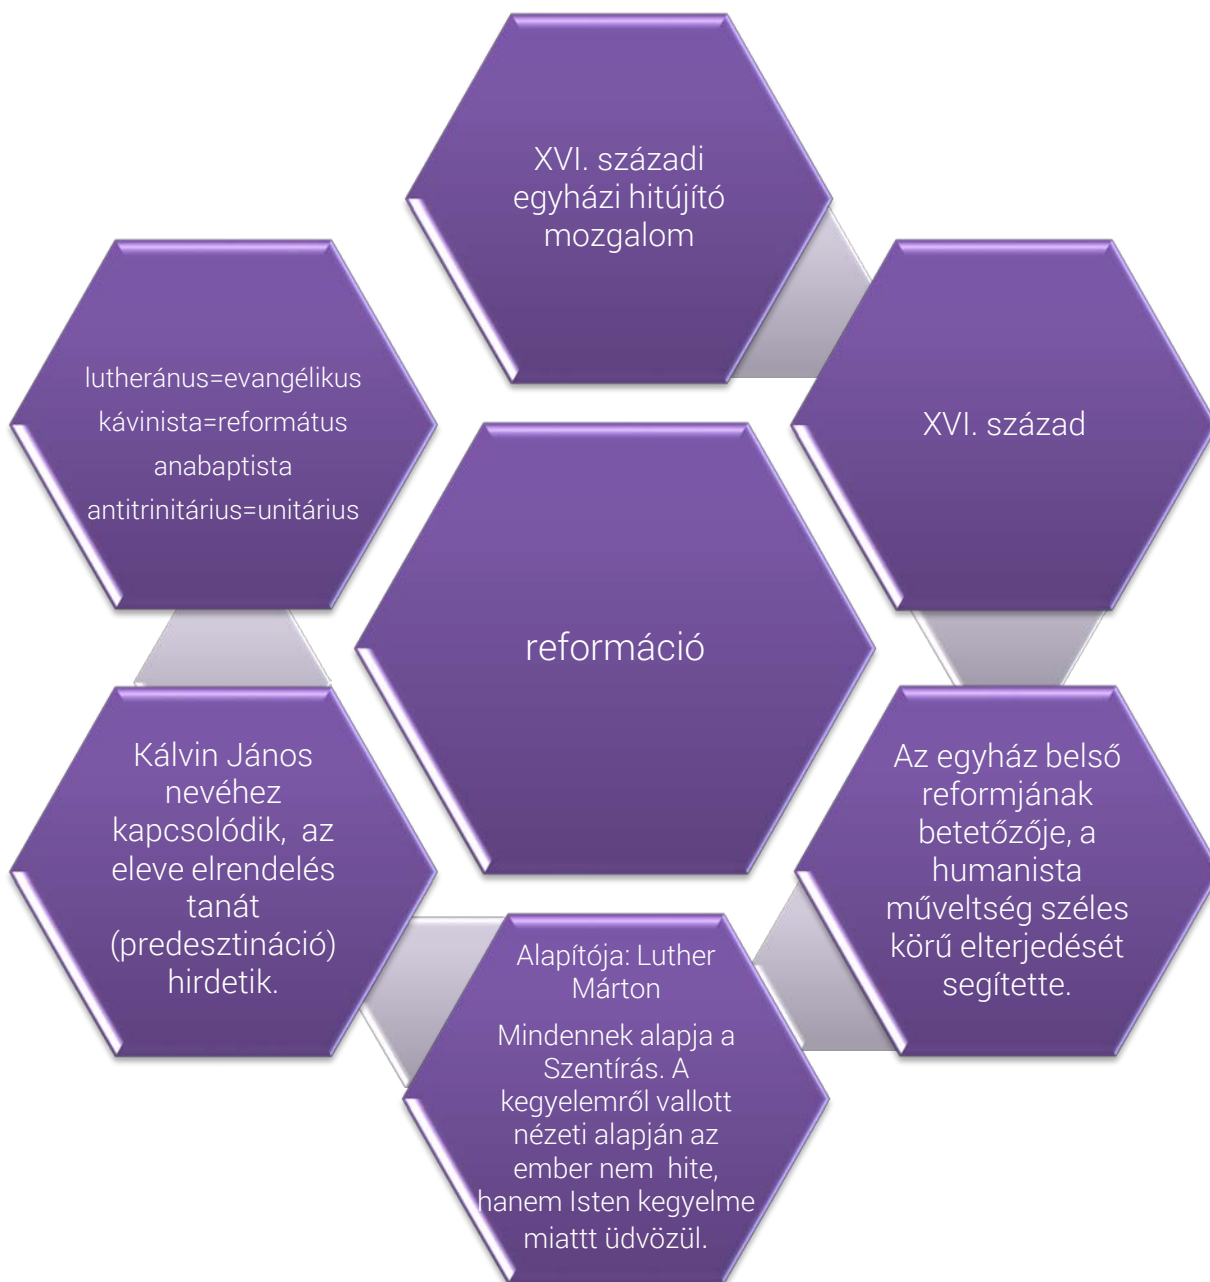 XVI. századi
egyházi hitújító
mozgalom
XVI. század
Az egyház belső
reformjának
betetőzője, a
humanista
műveltség széles
körű elterjedését
segítette.
Alapítója: Luther
Márton
Mindennek alapja a
Szentírás. A
kegyelemről vallott
nézeti alapján az
ember nem  hite,
hanem Isten kegyelme
miattt üdvözül.
Kálvin János
nevéhez
kapcsolódik,  az
eleve elrendelés
tanát
(predesztináció)
hirdetik.
lutheránus=evangélikus
kávinista=református
anabaptista
antitrinitárius=unitárius
reformáció